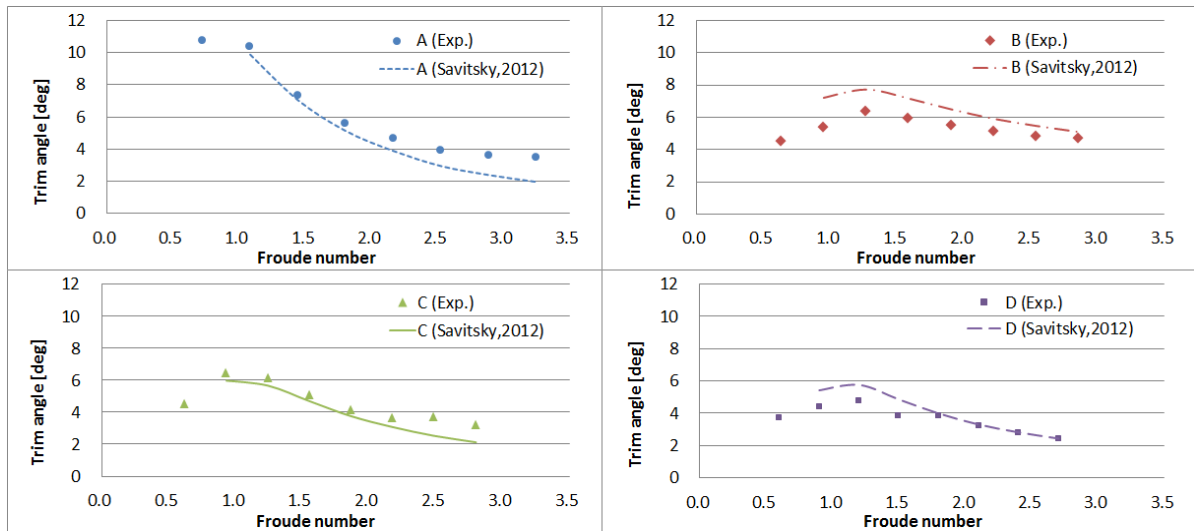 12
10
8
6
4
2
0
Trim angle [deg]
A (Exp.)
A (Savitsky,2012)
0.0 0.5 1.0 1.5 2.0 2.5 3.0 3.5
Froude number
12
10
8
6
4
2
0
Trim angle [deg]
B (Exp.)
B (Savitsky,2012)
0.0 0.5 1.0 1.5 2.0 2.5 3.0 3.5
Froude number
12
10
8
6
4
2
0
Trim angle [deg]
C (Exp.)
C (Savitsky,2012)
0.0 0.5 1.0 1.5 2.0 2.5 3.0 3.5
Froude number
12
10
8
6
4
2
0
Trim angle [deg]
D (Exp.)
D (Savitsky,2012)
0.0 0.5 1.0 1.5 2.0 2.5 3.0 3.5
Froude number